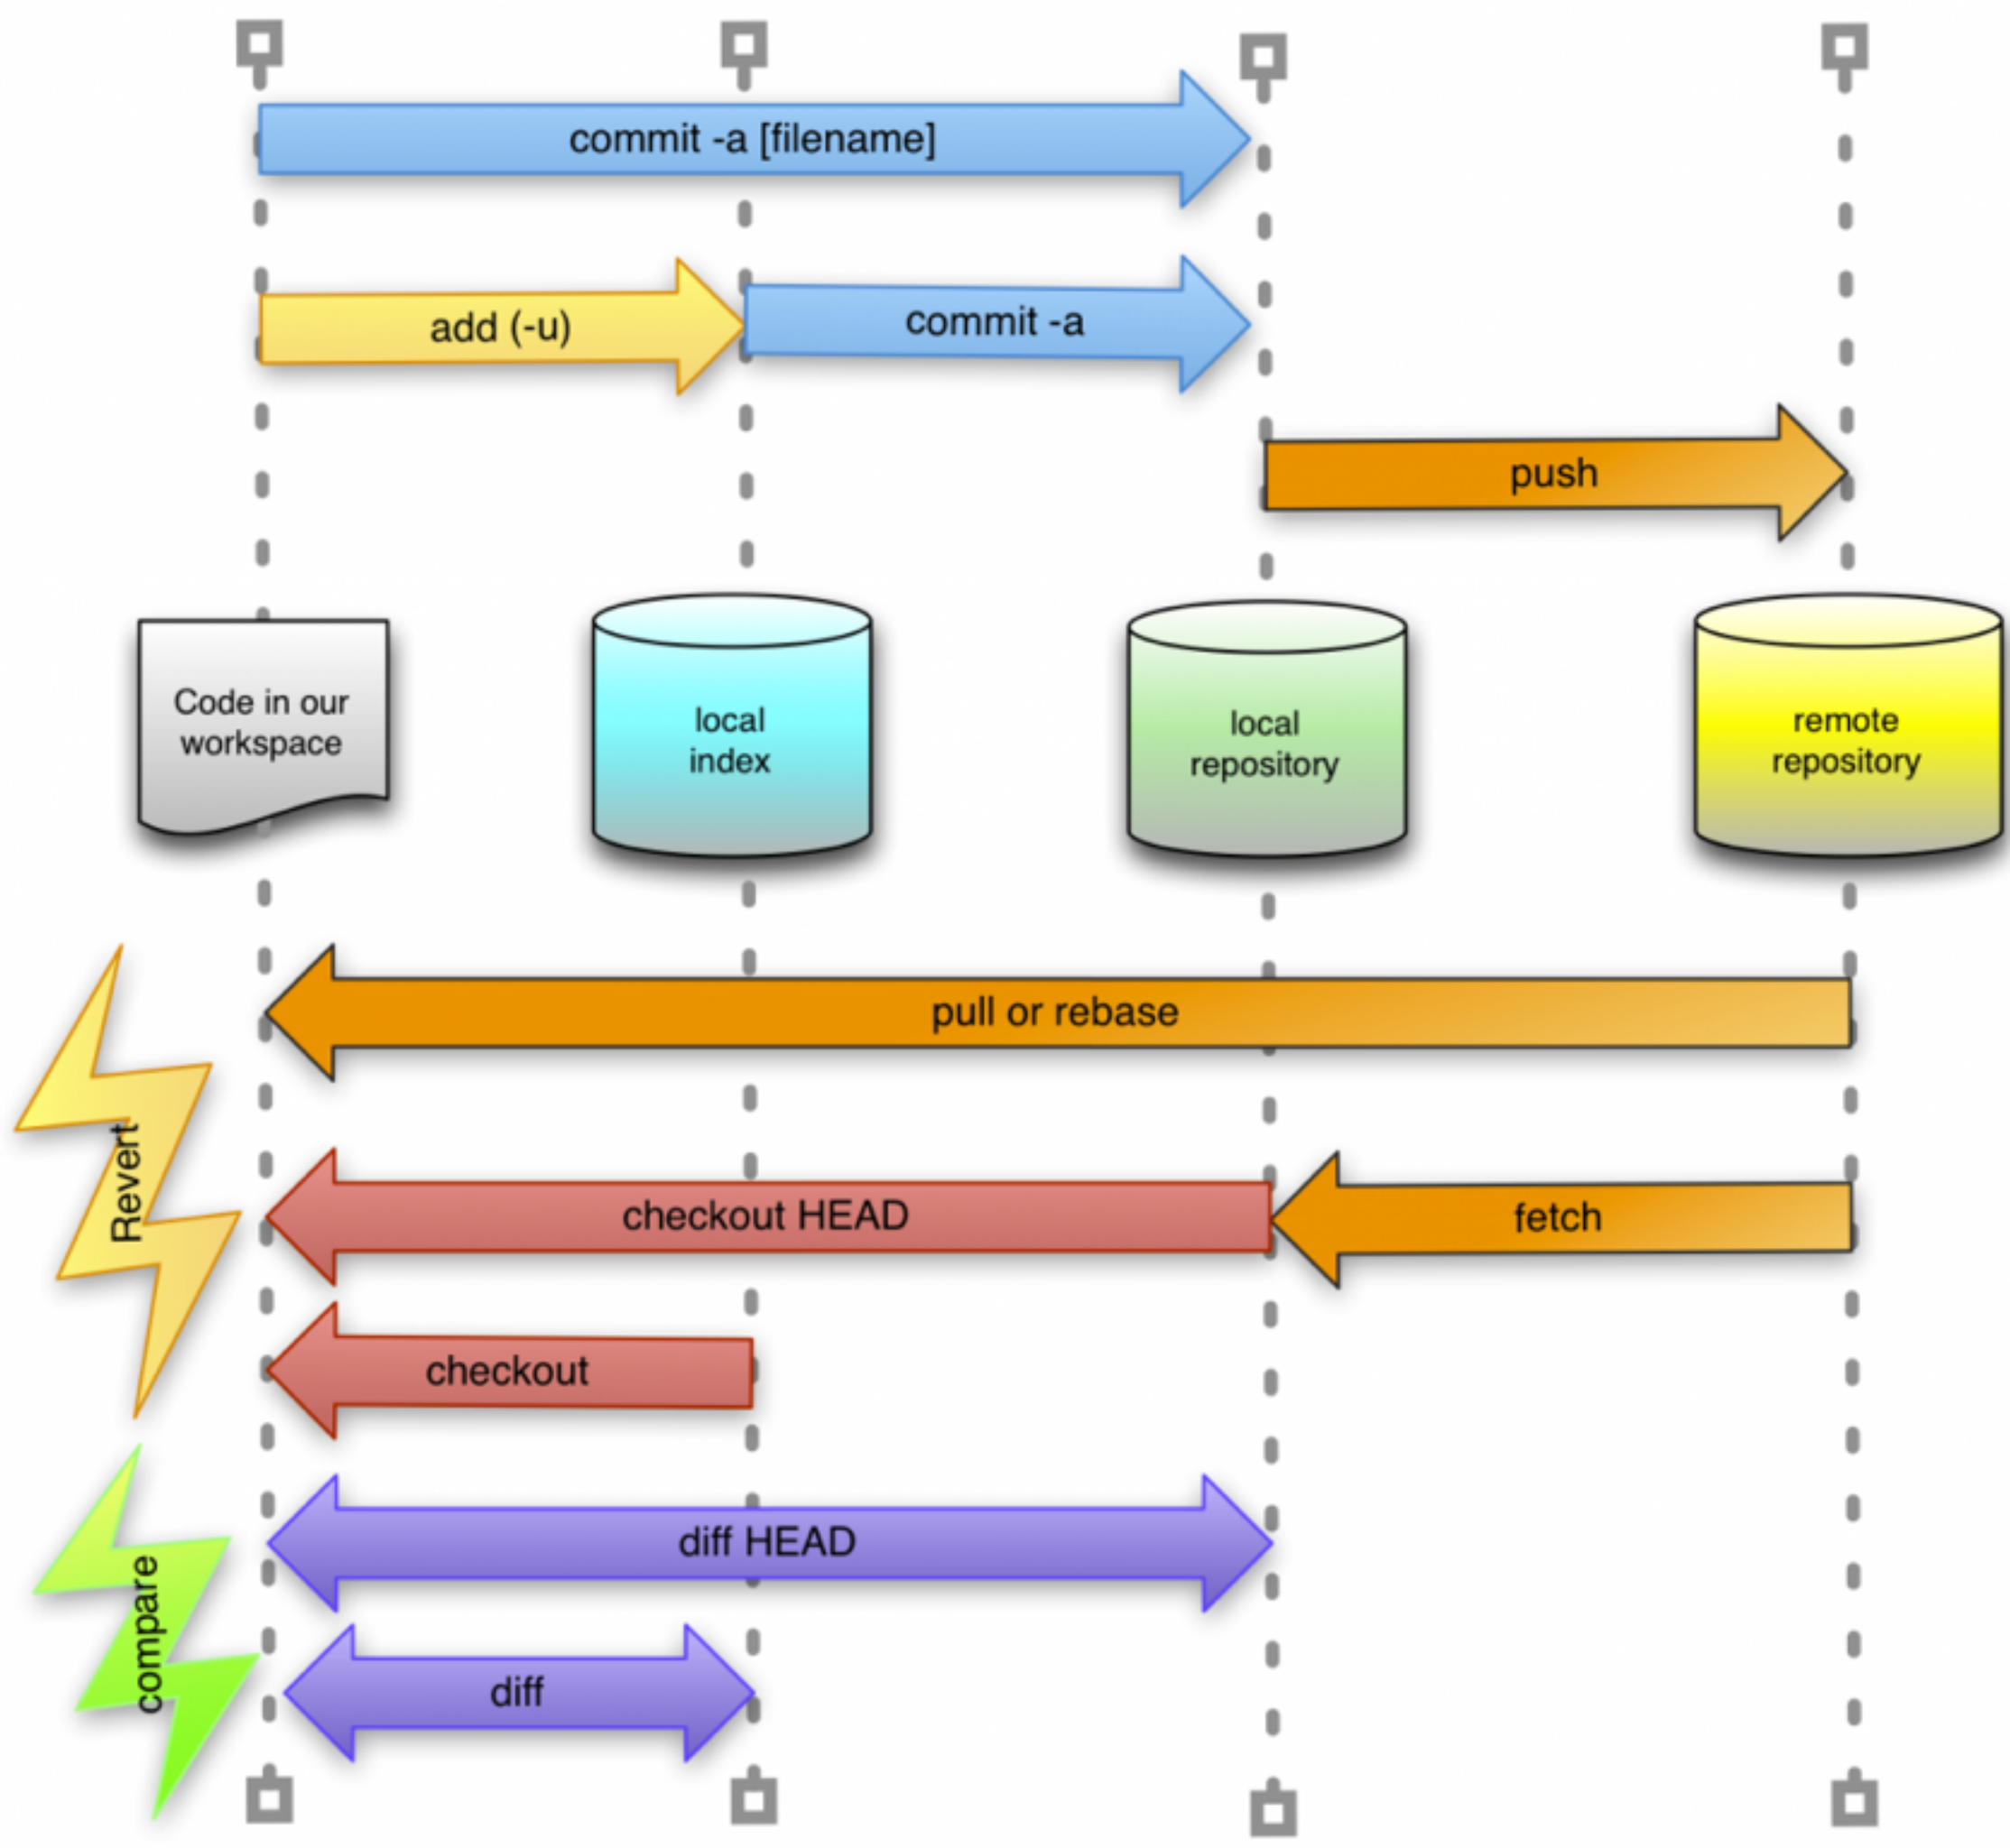 commit -a [filename]
add (-u)
commit -a
push
Code in our
workspace
local
index
local
repository
remote
repository
pull or rebase
Revert
checkout HEAD
fetch
checkout
compare
diff HEAD
diff